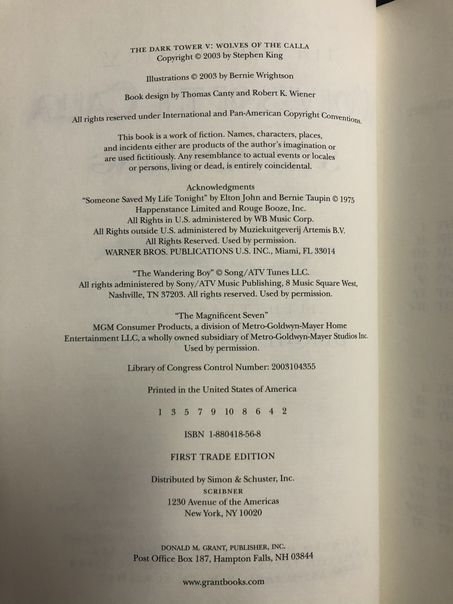 THE DARK TOWER V: WOLVES OF THE CALLA
Copyright © 2003 by Stephen King
Illustrations © 2003 by Bernie Wrightson
Book design by Thomas Canty and Robert K. Wiener
All rights reserved under International and Pan-American Copyright Conventions.
This book is a work of fiction. Names, characters, places,
and incidents either are products of the author's imagination or
are used fictitiously. Any resemblance to actual events or locales
or persons, living or dead, is entirely coincidental.
Acknowledgments
"Someone Saved My Life Tonight" by Elton John and Bernie Taupin © 1975
Happenstance Limited and Rouge Booze, Inc.
All Rights in U.S. administered by WB Music Corp.
All Rights outside U.S. administered by Muziekuitgeverij Artemis B.V.
All Rights Reserved. Used by permission.
WARNER BROS. PUBLICATIONS U.S. INC., Miami, FL 33014
"The Wandering Boy" © Song/ATV Tunes LLC.
All rights administered by Sony/ATV Music Publishing, 8 Music Square West,
Nashville, TN 37203. All rights reserved. Used by permission.
"The Magnificent Seven"
MGM Consumer Products, a division of Metro-Goldwyn-Mayer Home
Entertainment LLC, a wholly owned subsidiary of Metro-Goldwyn-Mayer Studios Inc.
Used by permission.
Library of Congress Control Number: 2003104355
Printed in the United States of America
1 3 5 7 9 10 8 6 4 2
ISBN 1-880418-56-8
FIRST TRADE EDITION
Distributed by Simon & Schuster, Inc.
SCRIBNER
1230 Avenue of the Americas
New York, NY 10020
DONALD M. GRANT, PUBLISHER, INC.
Post Office Box 187, Hampton Falls, NH 03844
www.grantbooks.com